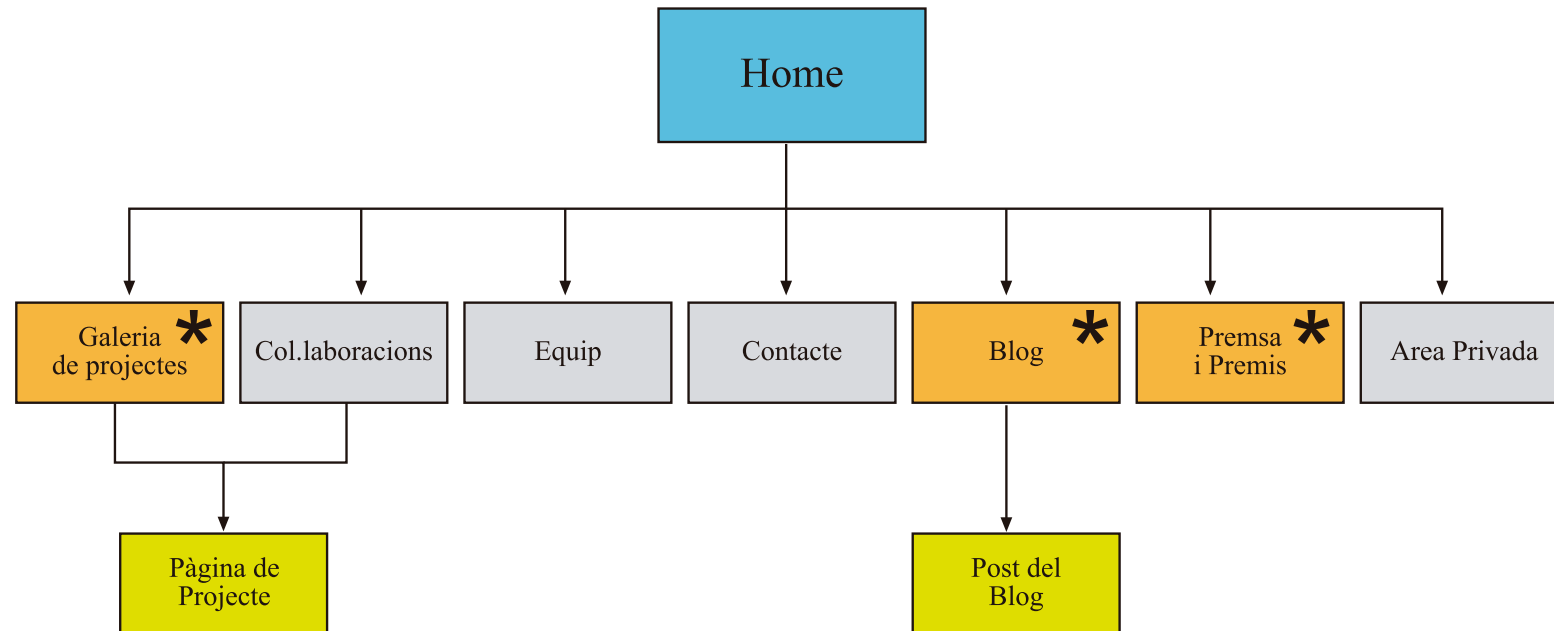 Home
Galeria
de projectes
*
Col.laboracions
Equip
Contacte
Blog
*
Premsa
i Premis
*
Area Privada
Pàgina de
Projecte
Post del
Blog